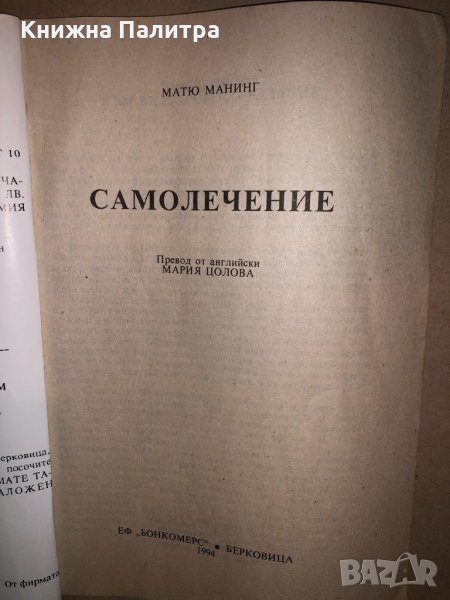 Книжна Палитра
Т 10
ЧА-
ЛВ.
МИЯ
н
М
ерковица,
посочите
МАТЕ ТА-
АЛОЖЕН
От фирмата
МАТЮ МАНИНГ
САМОЛЕЧЕНИЕ
Превод от английски
МАРИЯ ЦОЛОВА
ЕФ „БОНКОМЕРС" • БЕРКОВИЦА
1994
BAZAR